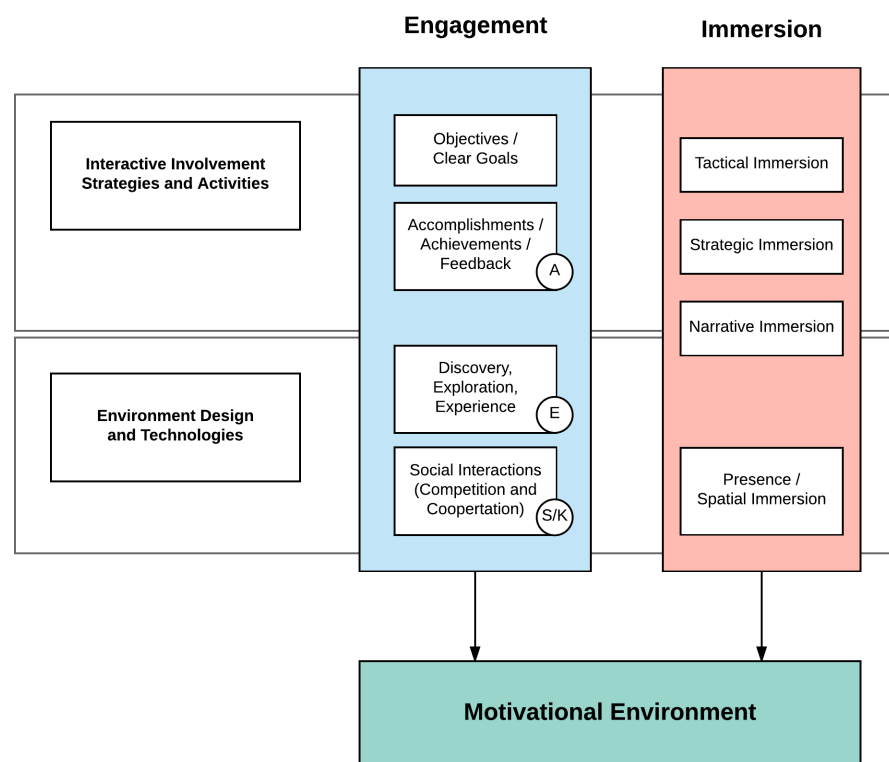 Engagement
Immersion
Interactive Involvement
Strategies and Activities
Objectives /
Clear Goals
Accomplishments /
Achievements /
Feedback
A
Tactical Immersion
Strategic Immersion
Narrative Immersion
Environment Design
and Technologies
Discovery,
Exploration,
Experience
E
Social Interactions
(Competition and
Coopertation)
S/K
Presence /
Spatial Immersion
Motivational Environment